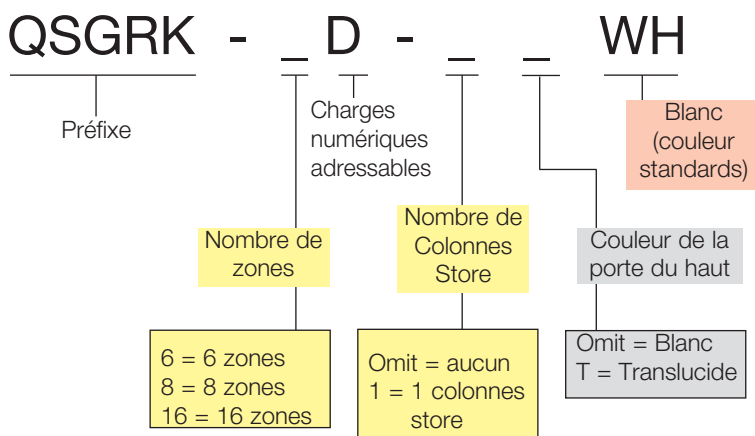 QSGRK - _ D - _ _ WH
Préfixe
Charges
numériques
adressables
Blanc
(couleur
standards)
Nombre de
zones
Nombre de
Colonnes
Store
Couleur de la
porte du haut
6 = 6 zones
8 = 8 zones
16 = 16 zones
Omit = aucun
1 = 1 colonnes
store
Omit = Blanc
T = Translucide